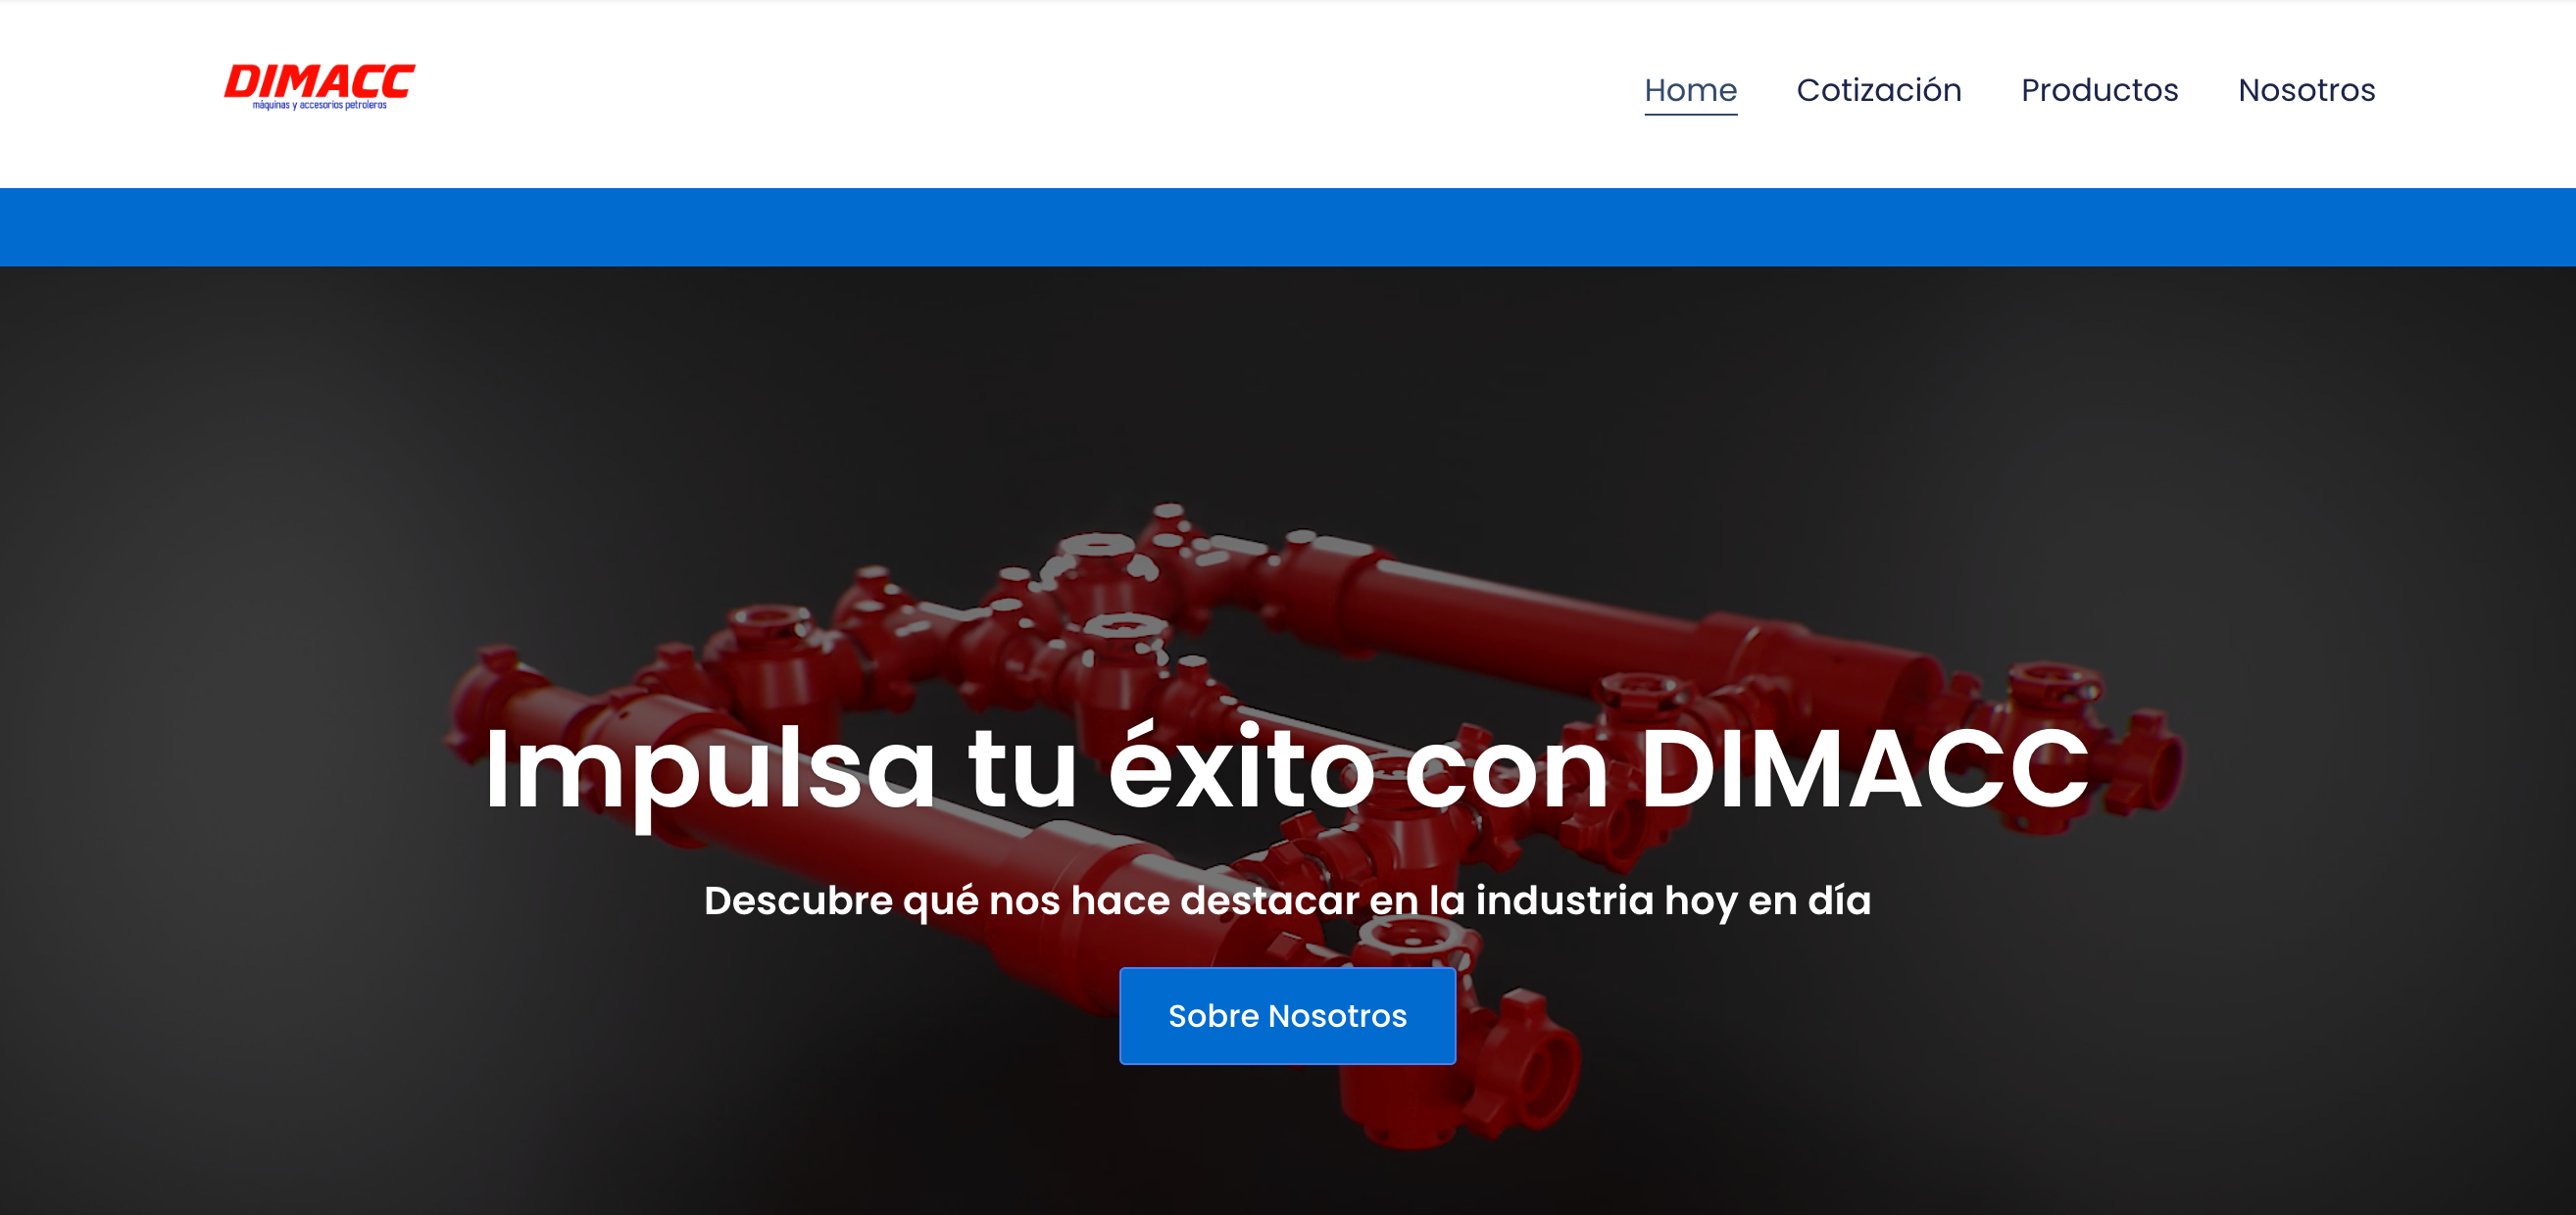 DIMACC
máquinas y accesorios petroleros
Home Cotización Productos Nosotros
Impulsa tu éxito con DIMACC
Descubre qué nos hace destacar en la industria hoy en día
Sobre Nosotros